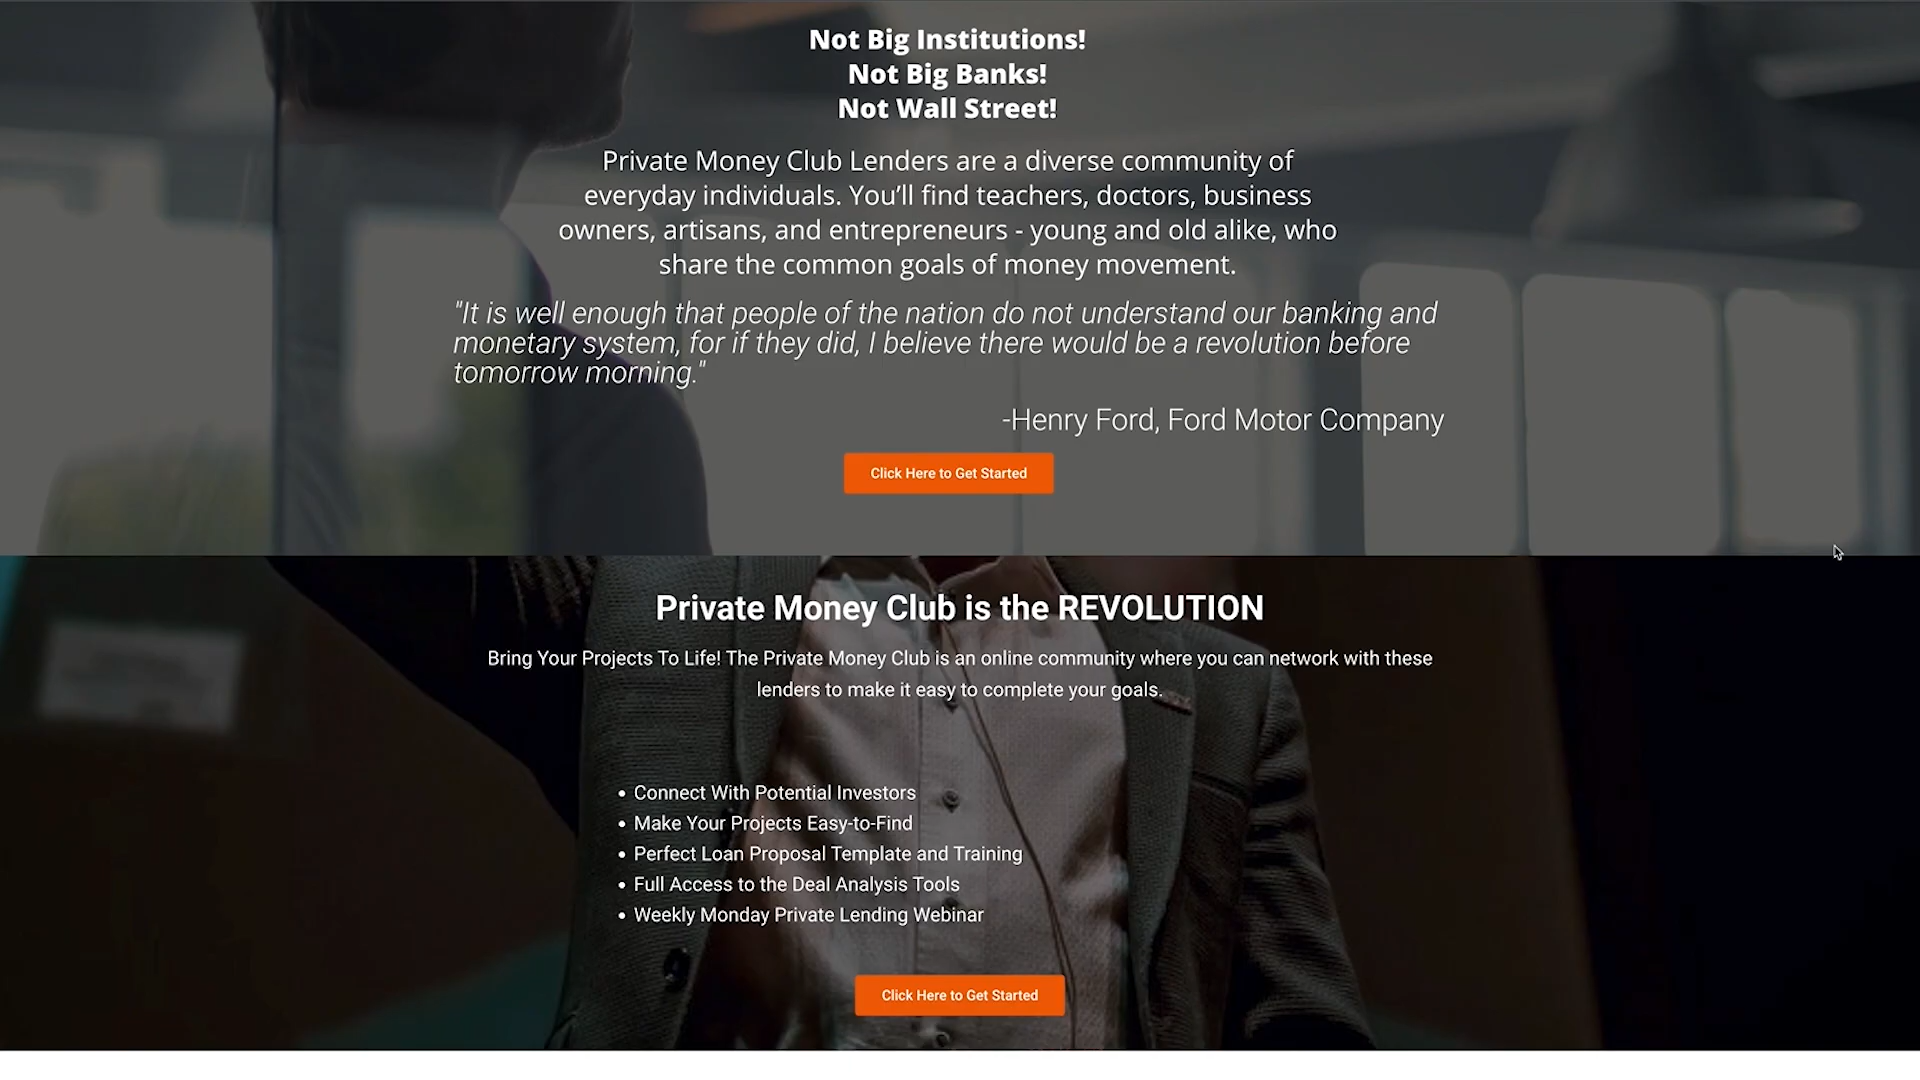 Not Big Institutions!
Not Big Banks!
Not Wall Street!
Private Money Club Lenders are a diverse community of
everyday individuals. You’ll find teachers, doctors, business
owners, artisans, and entrepreneurs - young and old alike, who
share the common goals of money movement.
"It is well enough that people of the nation do not understand our banking and
monetary system, for if they did, I believe there would be a revolution before
tomorrow morning."
-Henry Ford, Ford Motor Company
Click Here to Get Started
Private Money Club is the REVOLUTION
Bring Your Projects To Life! The Private Money Club is an online community where you can network with these
lenders to make it easy to complete your goals.
• Connect With Potential Investors
• Make Your Projects Easy-to-Find
• Perfect Loan Proposal Template and Training
• Full Access to the Deal Analysis Tools
• Weekly Monday Private Lending Webinar
Click Here to Get Started